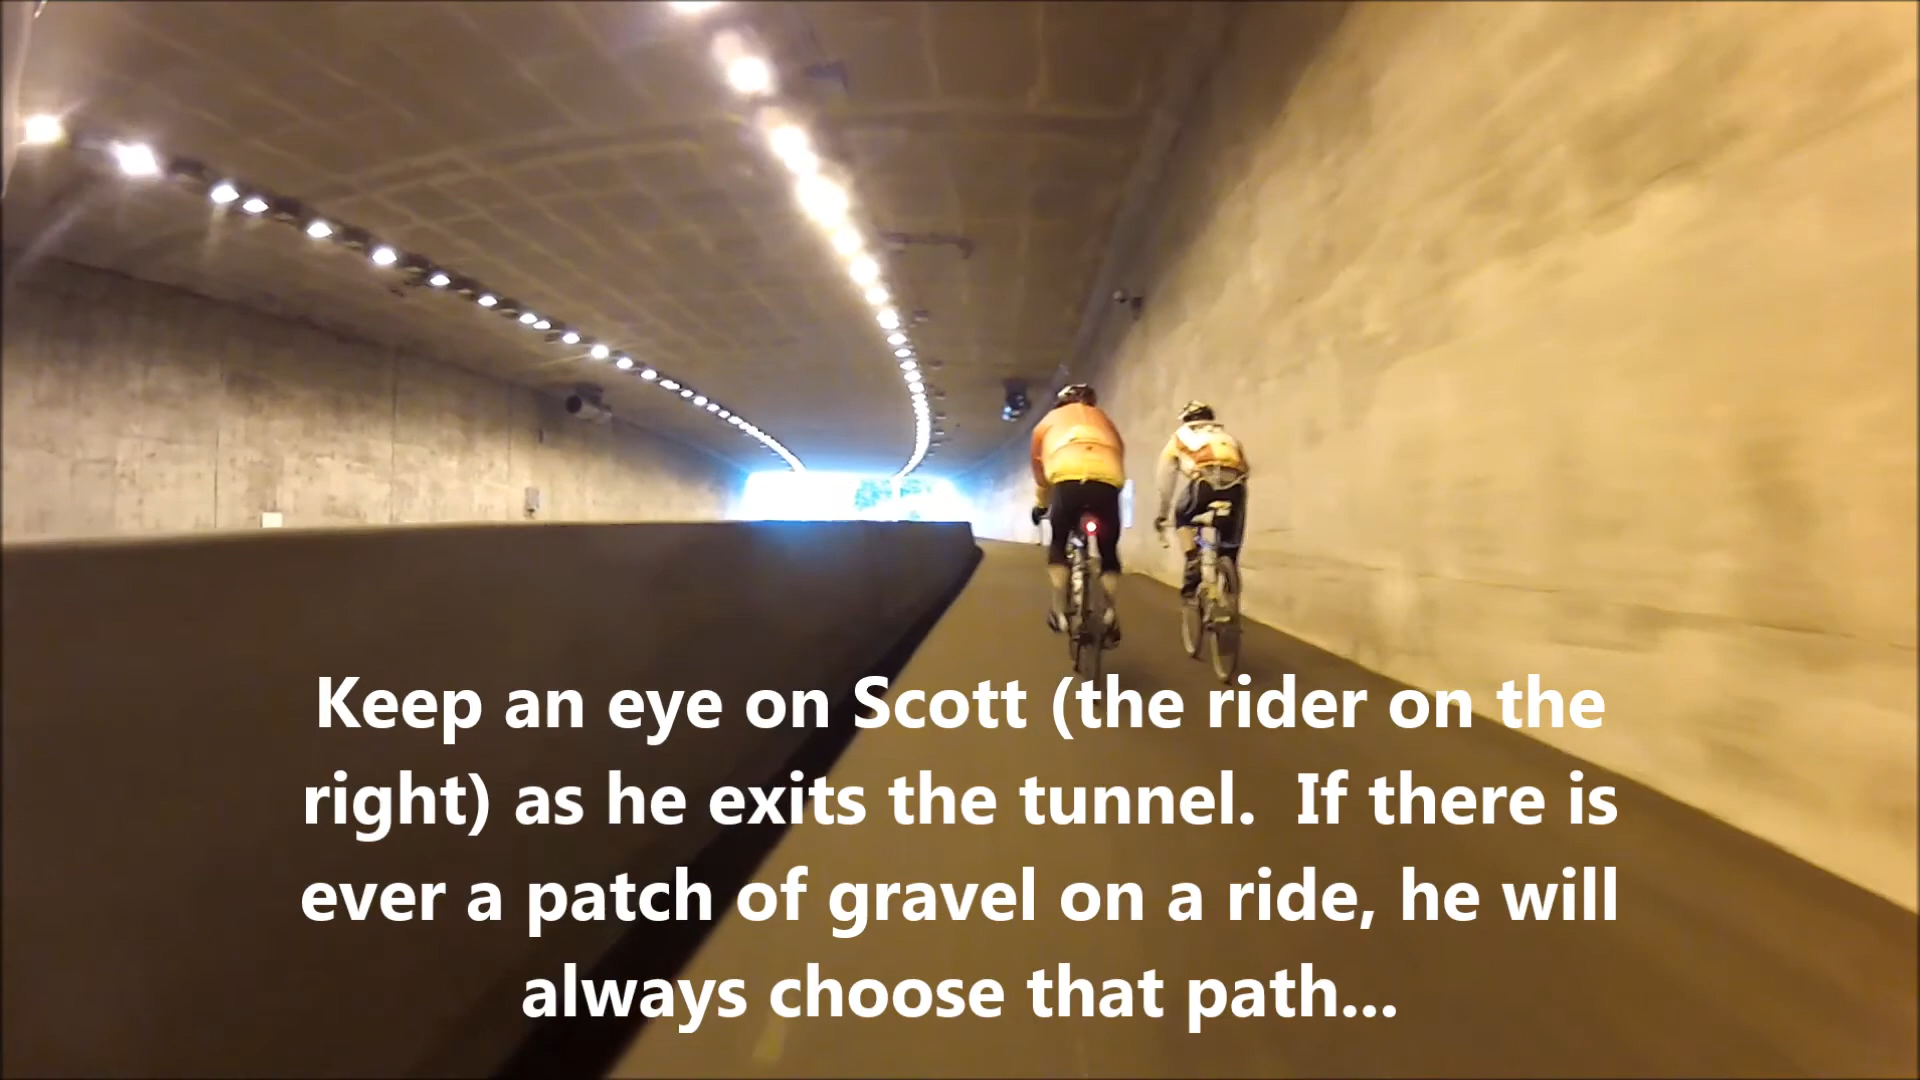 Keep an eye on Scott (the rider on the
right) as he exits the tunnel.  If there is
ever a patch of gravel on a ride, he will
always choose that path...